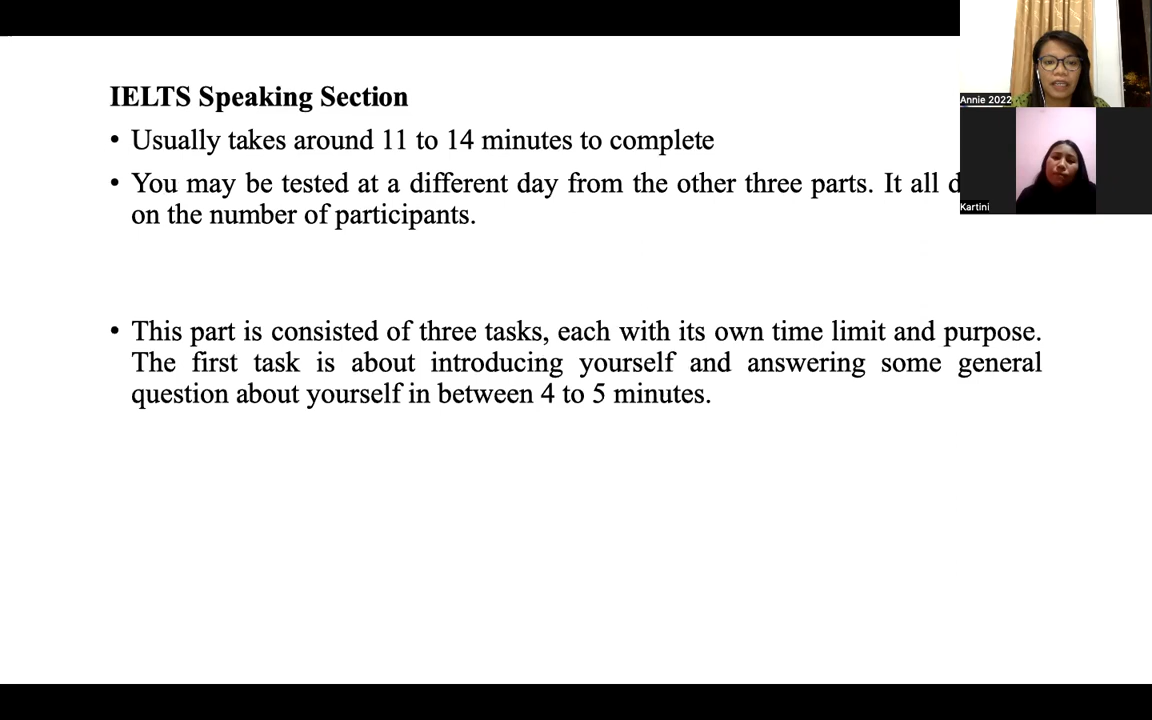 IELTS Speaking Section
• Usually takes around 11 to 14 minutes to complete
• You may be tested at a different day from the other three parts. It all
on the number of participants.
• This part is consisted of three tasks, each with its own time limit and purpose.
The first task is about introducing yourself and answering some general
question about yourself in between 4 to 5 minutes.
Annie 2022
Kartini